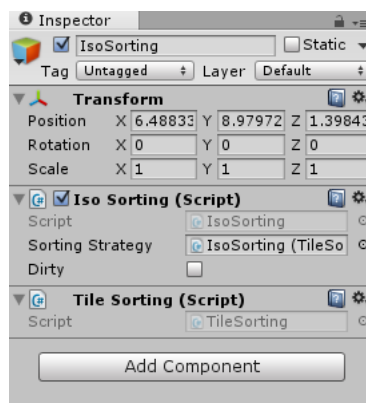 Inspector
IsoSorting Static
Tag Untagged Layer Default
Transform
Position X 6.48833 Y 8.97972 Z 1.39843
Rotation X 0 Y 0 Z 0
Scale X 1 Y 1 Z 1
Iso Sorting (Script)
Script IsoSorting
Sorting Strategy IsoSorting (TileSo
Dirty
Tile Sorting (Script)
Script TileSorting
Add Component